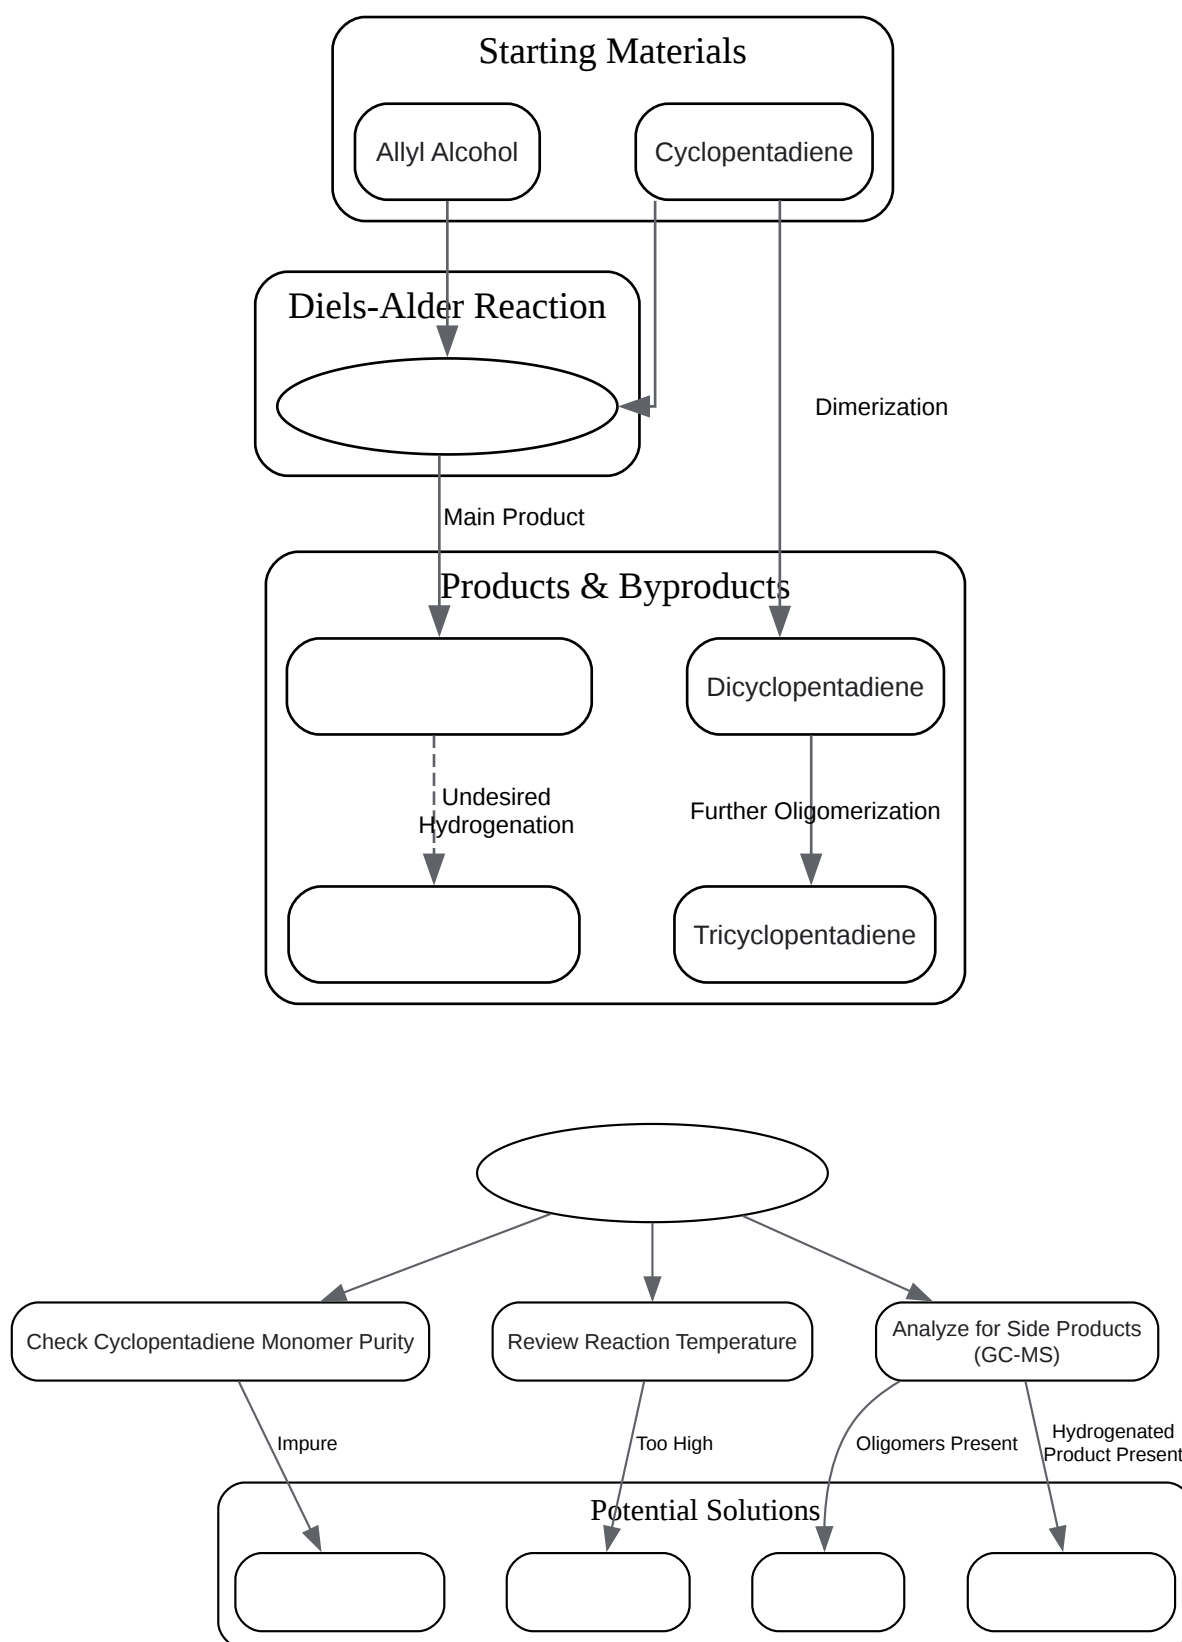 Starting Materials
Allyl Alcohol
Cyclopentadiene
Diels-Alder Reaction
Dimerization
Main Product
Products & Byproducts
Dicyclopentadiene
Undesired
Hydrogenation
Further Oligomerization
Tricyclopentadiene
Check Cyclopentadiene Monomer Purity
Review Reaction Temperature
Analyze for Side Products
(GC-MS)
Impure
Too High
Oligomers Present
Hydrogenated
Product Present
Potential Solutions